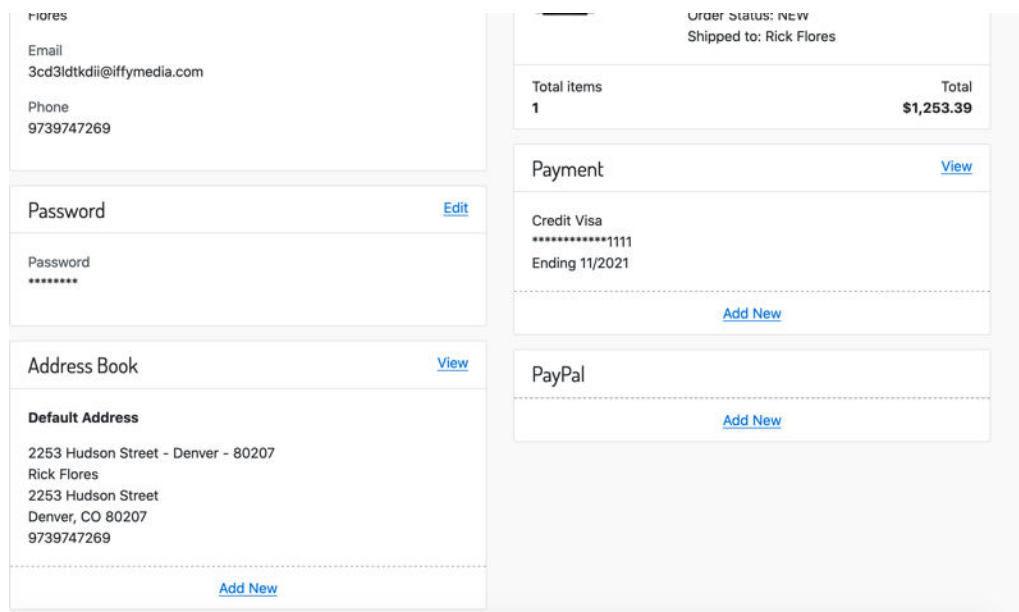 Flores
Email
3cd3ldtkdii@iffymedia.com
Phone
9739747269
Password
Edit
Password
********
Address Book
View
Default Address
2253 Hudson Street - Denver - 80207
Rick Flores
2253 Hudson Street
Denver, CO 80207
9739747269
Add New
Order Status: NEW
Shipped to: Rick Flores
Total items
Total
1
$1,253.39
Payment
View
Credit Visa
************1111
Ending 11/2021
Add New
PayPal
Add New